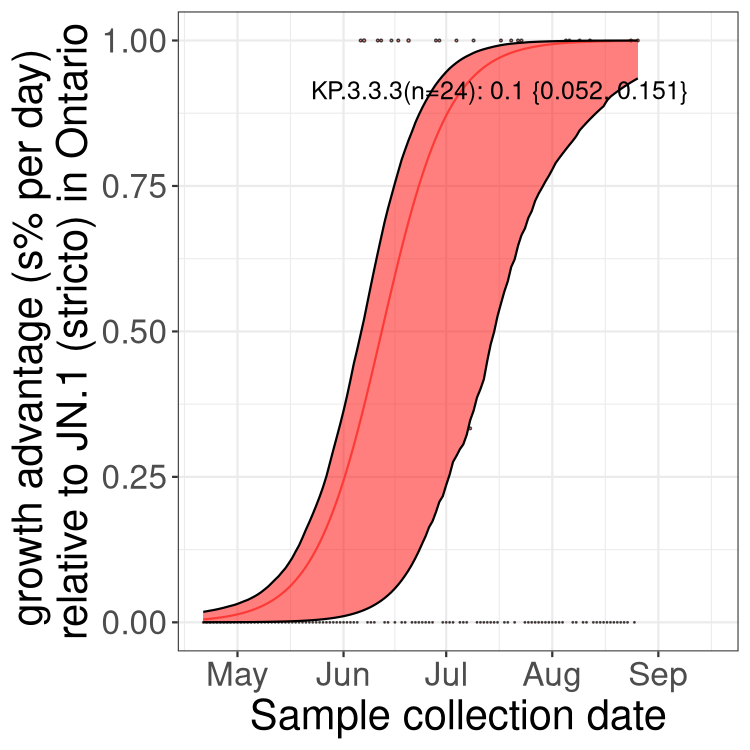 growth advantage (s% per day)
relative to JN.1 (stricto) in Ontario
1.00
0.75
0.50
0.25
0.00
KP.3.3.3(n=24): 0.1 {0.052, 0.151}
May Jun Jul Aug Sep
Sample collection date